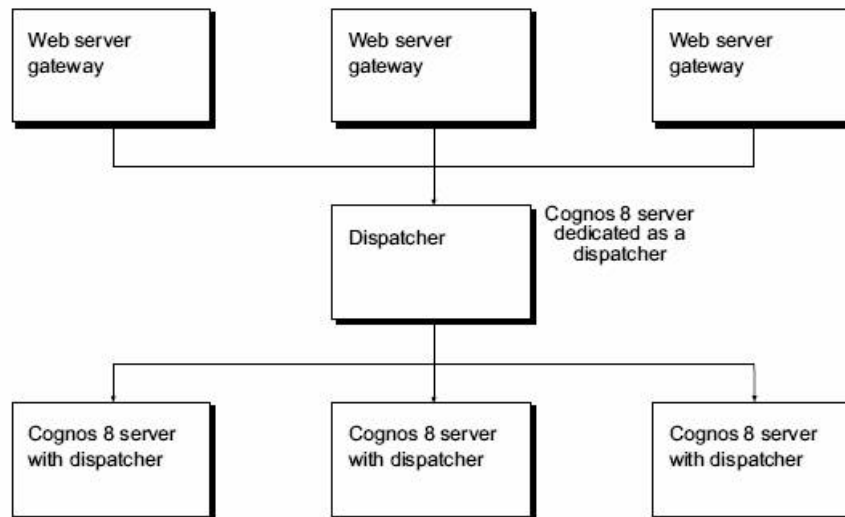 Web server
gateway
Web server
gateway
Web server
gateway
Dispatcher
Cognos 8 server
dedicated as a
dispatcher
Cognos 8 server
with dispatcher
Cognos 8 server
with dispatcher
Cognos 8 server
with dispatcher